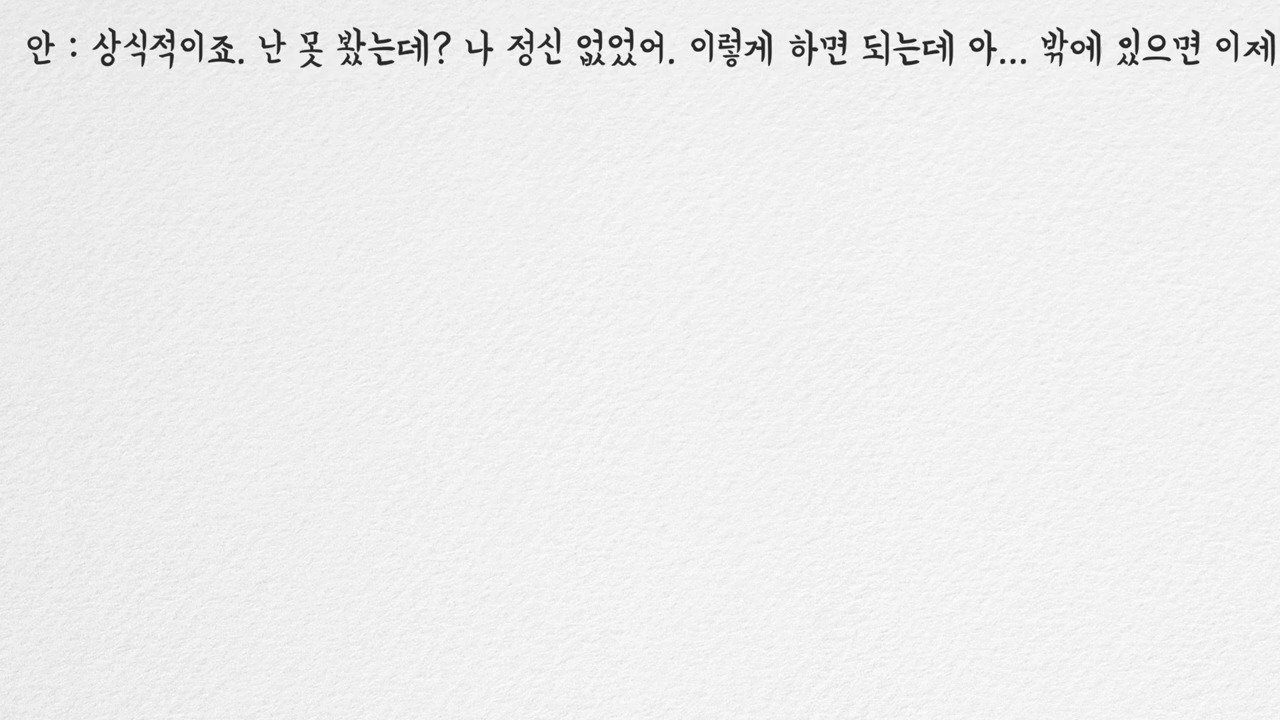 안 : 상식적이죠. 난 못 봤는데? 나 정신 없었어. 이렇게 하면 되는데 아... 밖에 있으면 이제